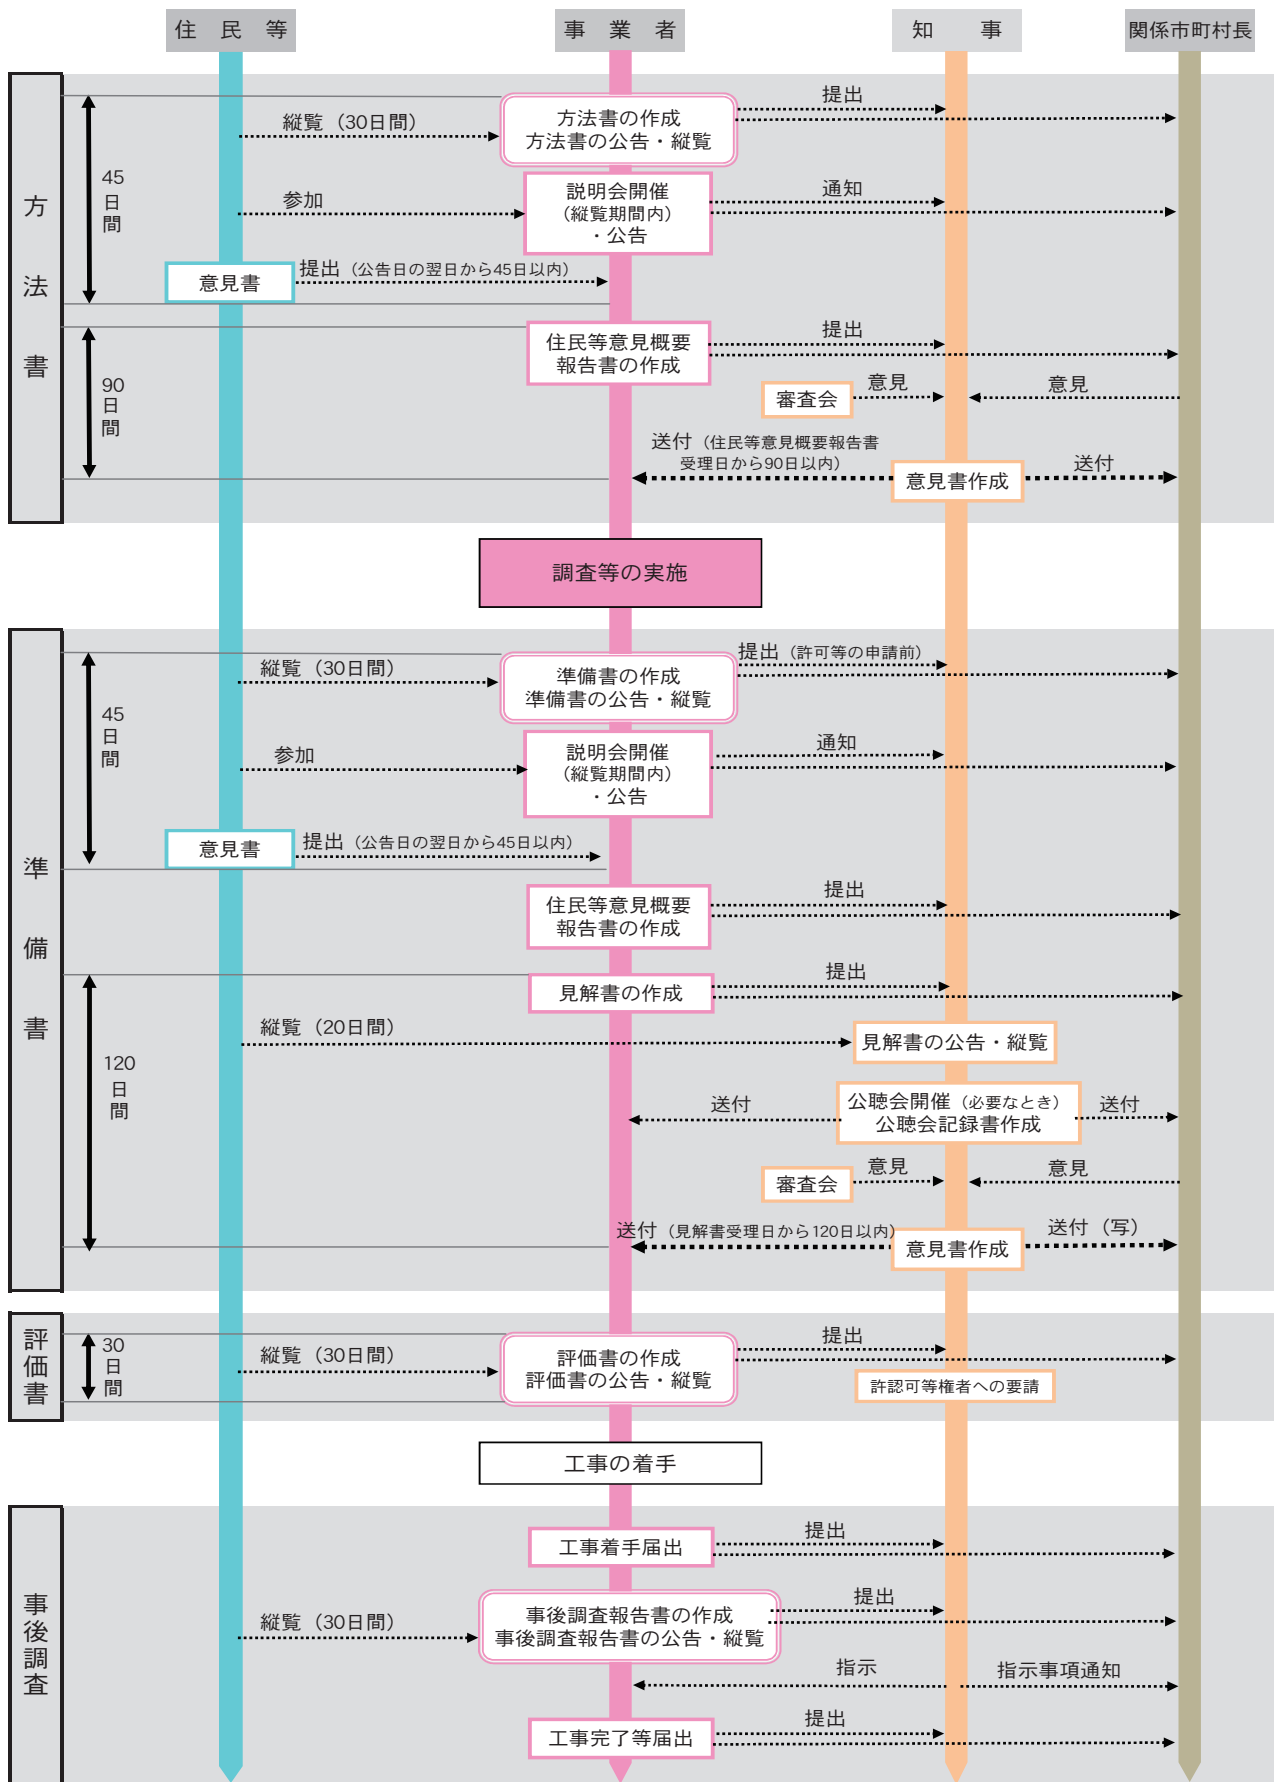 住　民　等
事　業　者
知　　事
関係市町村長
方法書
45日間
縦覧（30日間）
方法書の作成
方法書の公告・縦覧
提出
参加
説明会開催
（縦覧期間内）
・公告
通知
意見書
提出（公告日の翌日から45日以内）
90日間
住民等意見概要
報告書の作成
提出
審査会
意見
意見
送付（住民等意見概要報告書
受理日から90日以内）
意見書作成
送付
調査等の実施
準備書
45日間
縦覧（30日間）
準備書の作成
準備書の公告・縦覧
提出（許可等の申請前）
参加
説明会開催
（縦覧期間内）
・公告
通知
意見書
提出（公告日の翌日から45日以内）
住民等意見概要
報告書の作成
提出
120日間
見解書の作成
提出
縦覧（20日間）
見解書の公告・縦覧
送付
公聴会開催（必要なとき）
公聴会記録書作成
送付
審査会
意見
意見
送付（見解書受理日から120日以内）
意見書作成
送付（写）
評価書
30日間
縦覧（30日間）
評価書の作成
評価書の公告・縦覧
提出
許認可等権者への要請
工事の着手
事後調査
工事着手届出
提出
縦覧（30日間）
事後調査報告書の作成
事後調査報告書の公告・縦覧
提出
指示
指示事項通知
工事完了等届出
提出